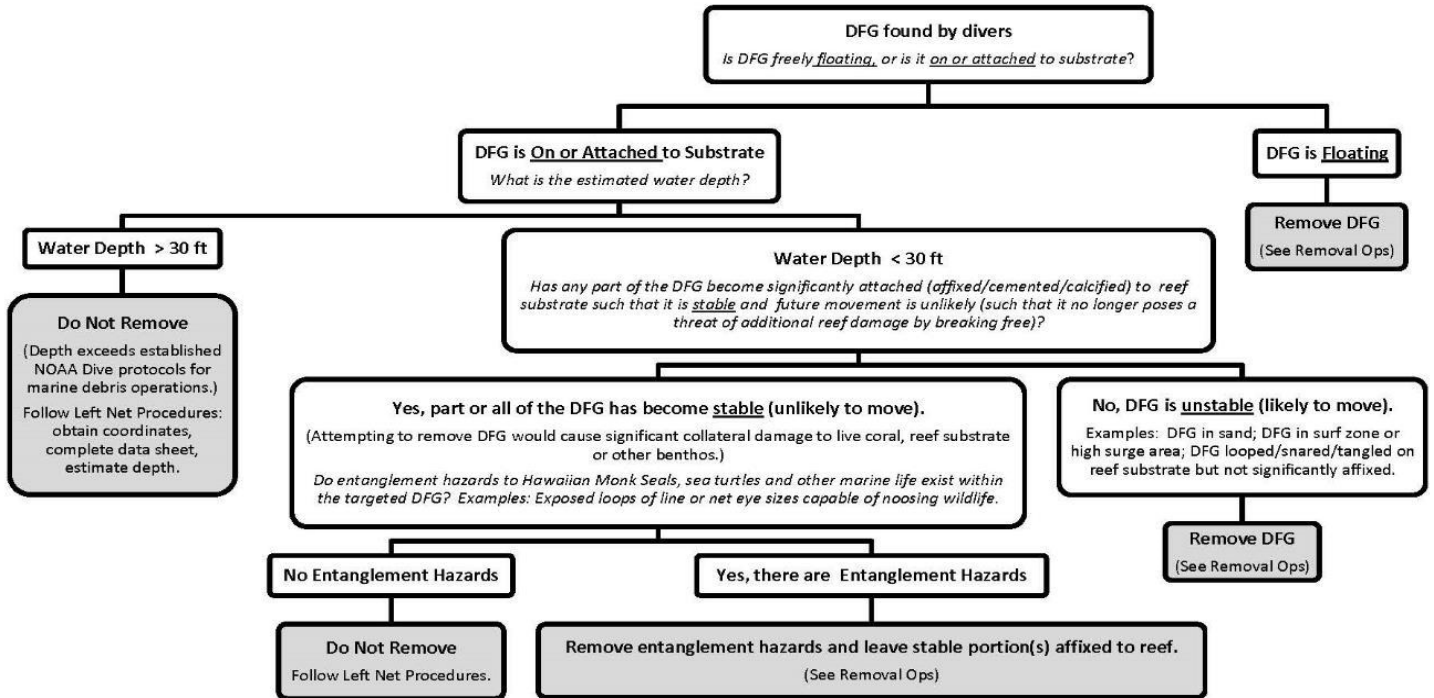 DFG found by divers
Is DFG freely floating, or is it on or attached to substrate?
DFG is On or Attached to Substrate
What is the estimated water depth?
DFG is Floating
Remove DFG
(See Removal Ops)
Water Depth > 30 ft
Do Not Remove
(Depth exceeds established
NOAA Dive protocols for
marine debris operations.)
Follow Left Net Procedures:
obtain coordinates,
complete data sheet,
estimate depth.
Water Depth < 30 ft
Has any part of the DFG become significantly attached (affixed/cemented/calcified) to reef
substrate such that it is stable and future movement is unlikely (such that it no longer poses a
threat of additional reef damage by breaking free)?
Yes, part or all of the DFG has become stable (unlikely to move).
(Attempting to remove DFG would cause significant collateral damage to live coral, reef substrate
or other benthos.)
Do entanglement hazards to Hawaiian Monk Seals, sea turtles and other marine life exist within
the targeted DFG? Examples: Exposed loops of line or net eye sizes capable of noosing wildlife.
No, DFG is unstable (likely to move).
Examples: DFG in sand; DFG in surf zone or
high surge area; DFG looped/snared/tangled on
reef substrate but not significantly affixed.
Remove DFG
(See Removal Ops)
No Entanglement Hazards
Do Not Remove
Follow Left Net Procedures.
Yes, there are Entanglement Hazards
Remove entanglement hazards and leave stable portion(s) affixed to reef.
(See Removal Ops)